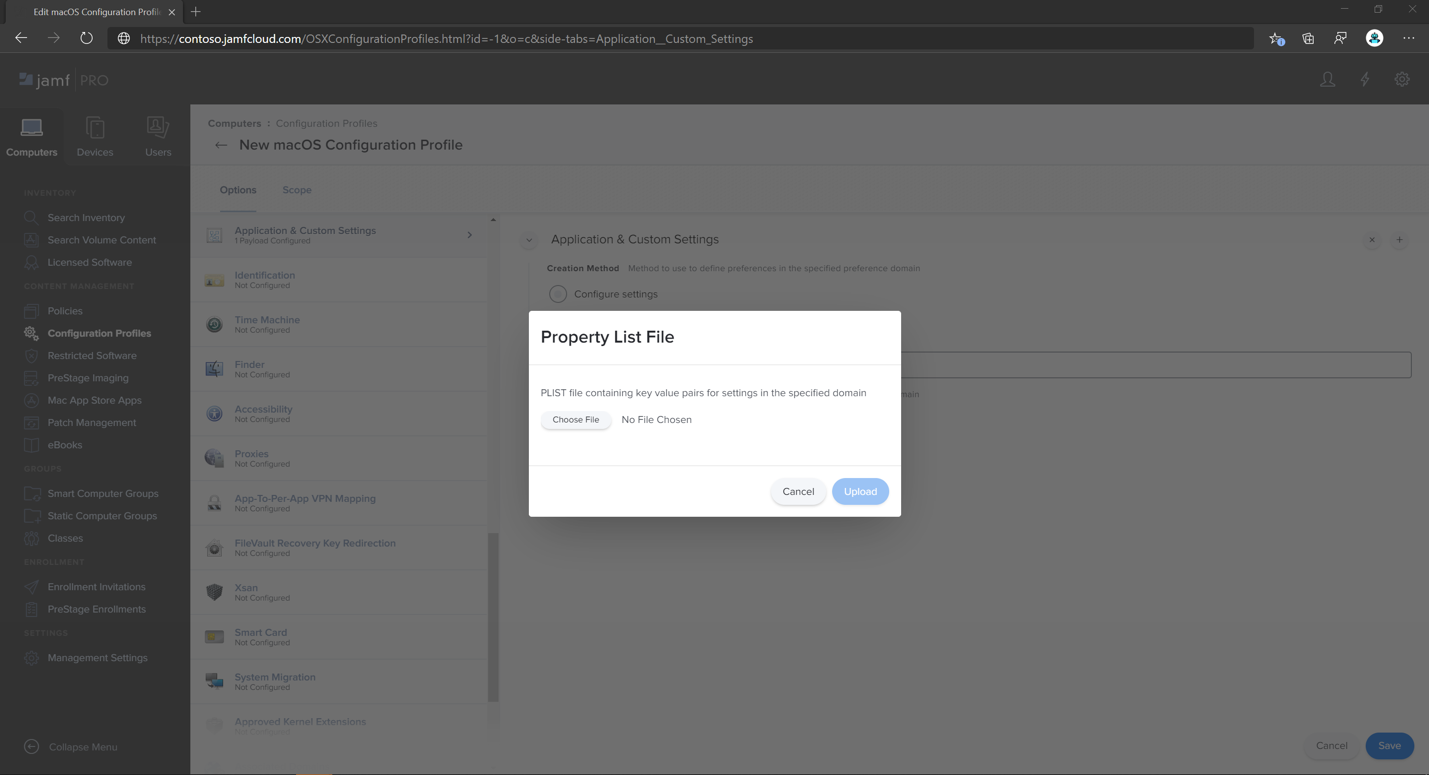 Edit macOS Configuration Profil
https://contoso.jamfcloud.com/OSXConfigurationProfiles.html?id=-1&o=c&side-tabs=Application__Custom_Settings
jamf PRO
Computers
Devices
Users
INVENTORY
Search Inventory
Search Volume Content
Licensed Software
CONTENT MANAGEMENT
Policies
Configuration Profiles
Restricted Software
PreStage Imaging
Mac App Store Apps
Patch Management
eBooks
GROUPS
Smart Computer Groups
Static Computer Groups
Classes
ENROLLMENT
Enrollment Invitations
PreStage Enrollments
SETTINGS
Management Settings
Collapse Menu
Computers : Configuration Profiles
New macOS Configuration Profile
Options
Scope
Application & Custom Settings
1 Payload Configured
Identification
Not Configured
Time Machine
Not Configured
Finder
Not Configured
Accessibility
Not Configured
Proxies
Not Configured
App-To-Per-App VPN Mapping
Not Configured
FileVault Recovery Key Redirection
Not Configured
Xsan
Not Configured
Smart Card
Not Configured
System Migration
Not Configured
Approved Kernel Extensions
Application & Custom Settings
Creation Method Method to use to define preferences in the specified preference domain
Configure settings
main
Property List File
PLIST file containing key value pairs for settings in the specified domain
Choose File No File Chosen
Cancel
Upload
Cancel
Save